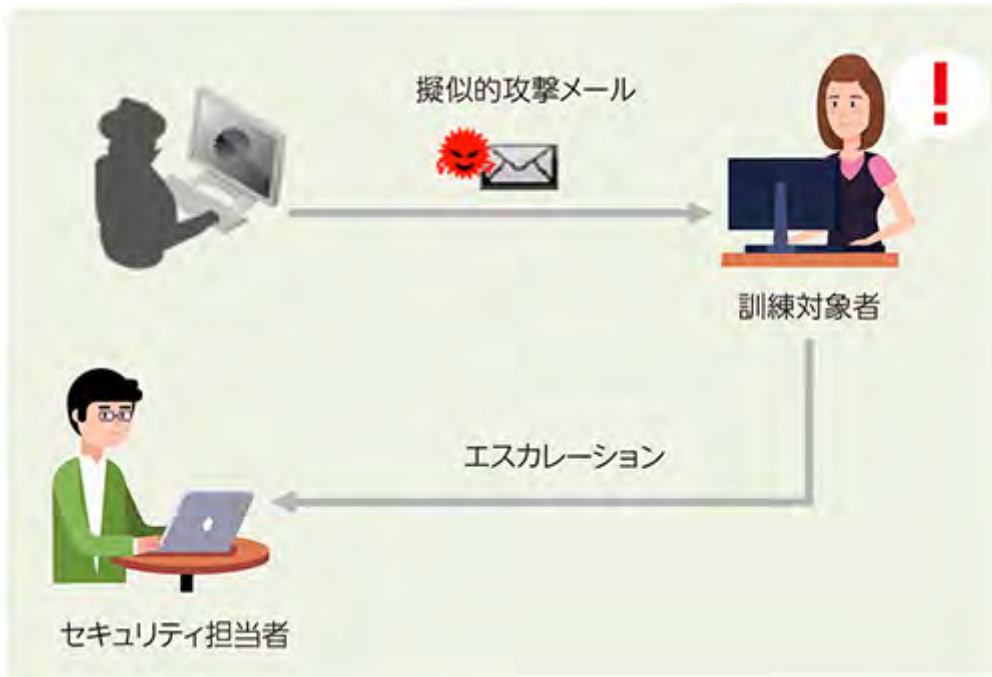 擬似的攻撃メール
!
訓練対象者
エスカレーション
セキュリティ担当者